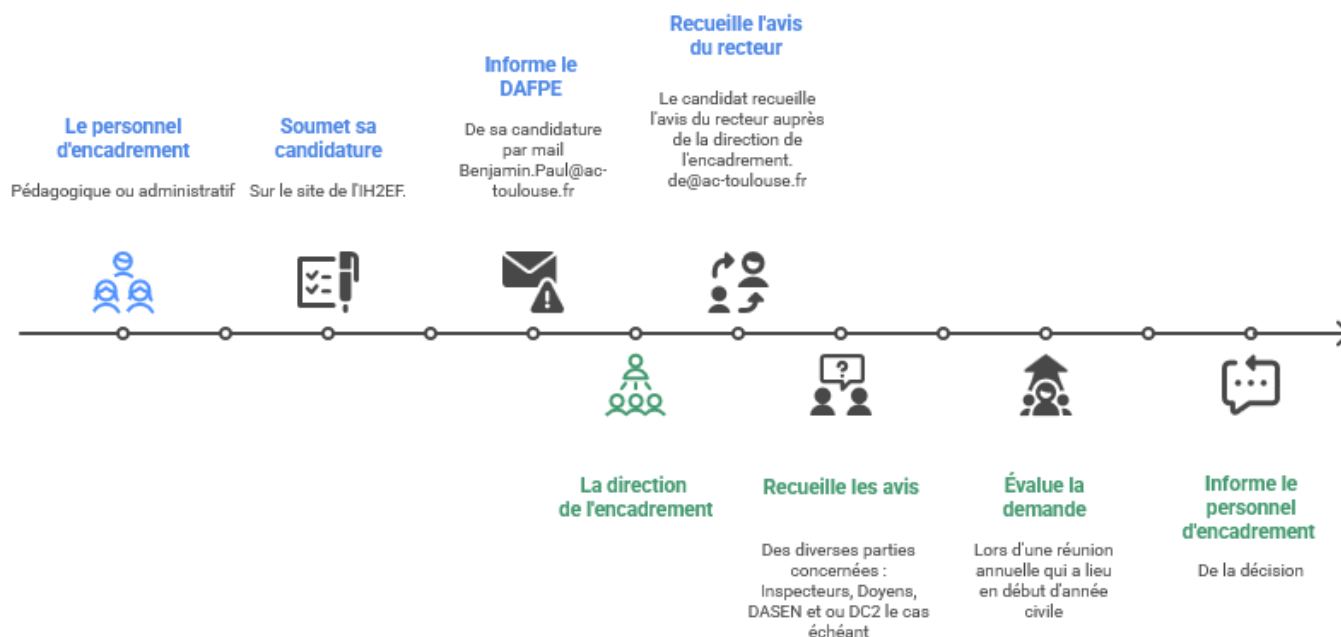 Le personnel
d'encadrement
Pédagogique ou administratif
Soumet sa
candidature
Sur le site de l'IH2EF.
Informe le
DAFPE
De sa candidature
par mail
Benjamin.Paul@ac-
toulouse.fr
Recueille l'avis
du recteur
Le candidat recueille
l'avis du recteur auprès
de la direction de
l'encadrement.
de@ac-toulouse.fr
?
La direction
de l'encadrement
Recueille les avis
Des diverses parties
concernées :
Inspecteurs, Doyens,
DASEN et ou DC2 le cas
échéant
Évalue la
demande
Lors d'une réunion
annuelle qui a lieu
en début d'année
civile
Informe le
personnel
d'encadrement
De la décision